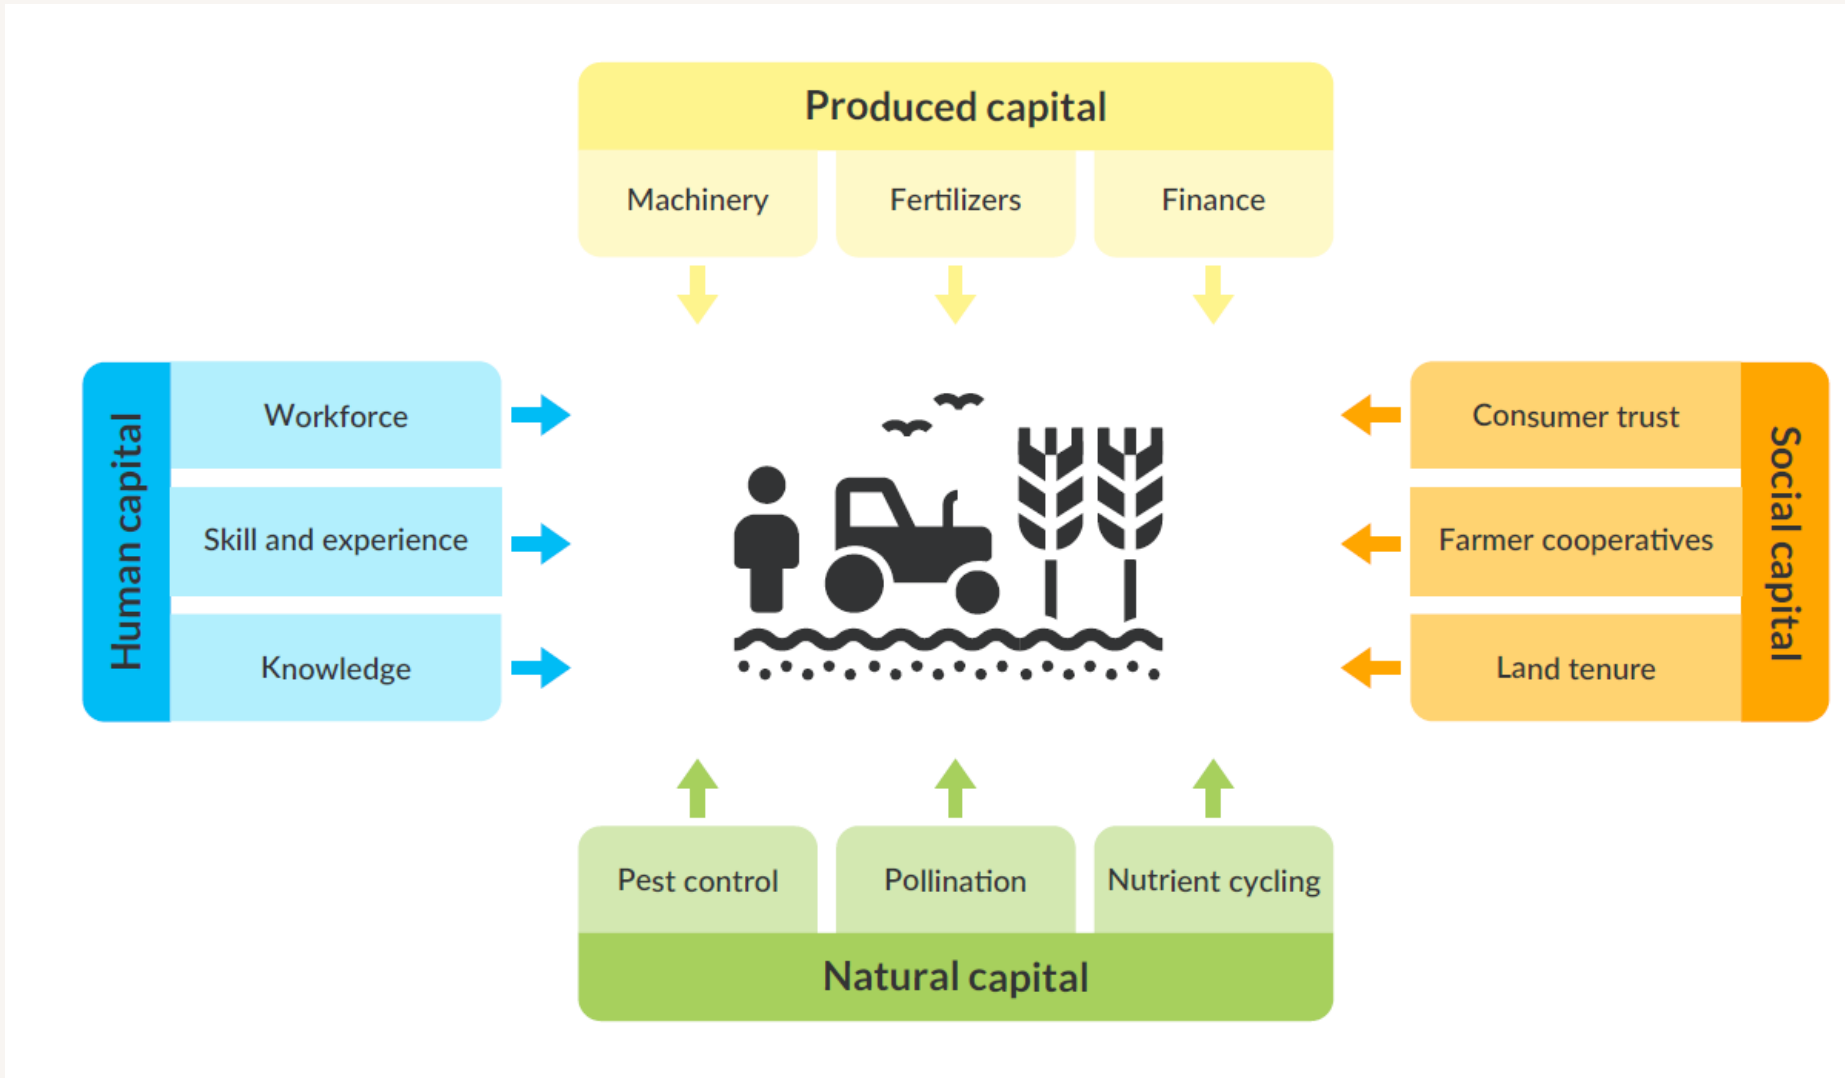 Produced capital
Machinery
Fertilizers
Finance
Human capital
Workforce
Skill and experience
Knowledge
Consumer trust
Farmer cooperatives
Land tenure
Social capital
Pest control
Pollination
Nutrient cycling
Natural capital